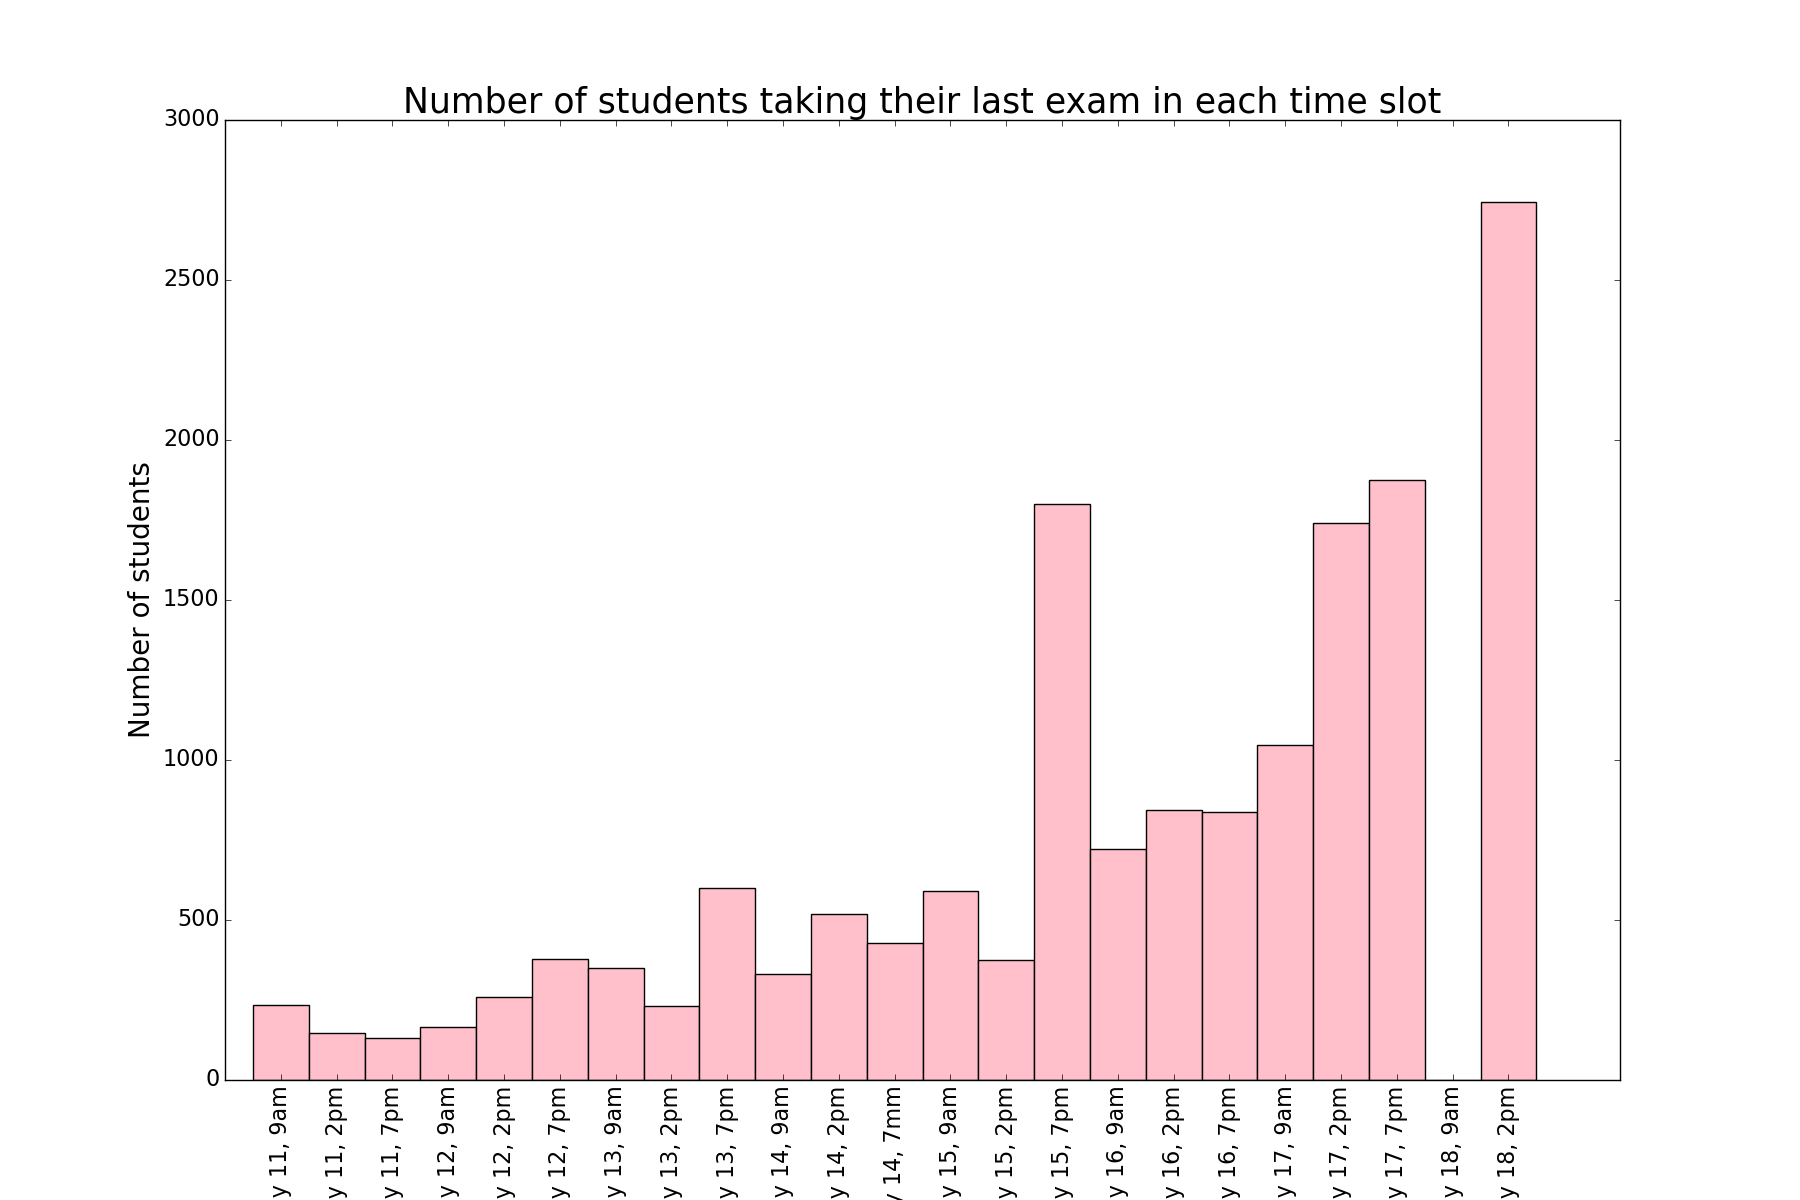 Number of students taking their last exam in each time slot
3000
2500
2000
1500
1000
500
0
Number of students
y 11, 9am
y 11, 2pm
y 11, 7pm
y 12, 9am
y 12, 2pm
y 12, 7pm
y 13, 9am
y 13, 2pm
y 13, 7pm
y 14, 9am
y 14, 2pm
y 14, 7mm
y 15, 9am
y 15, 2pm
y 15, 7pm
y 16, 9am
y 16, 2pm
y 16, 7pm
y 17, 9am
y 17, 2pm
y 17, 7pm
y 18, 9am
y 18, 2pm